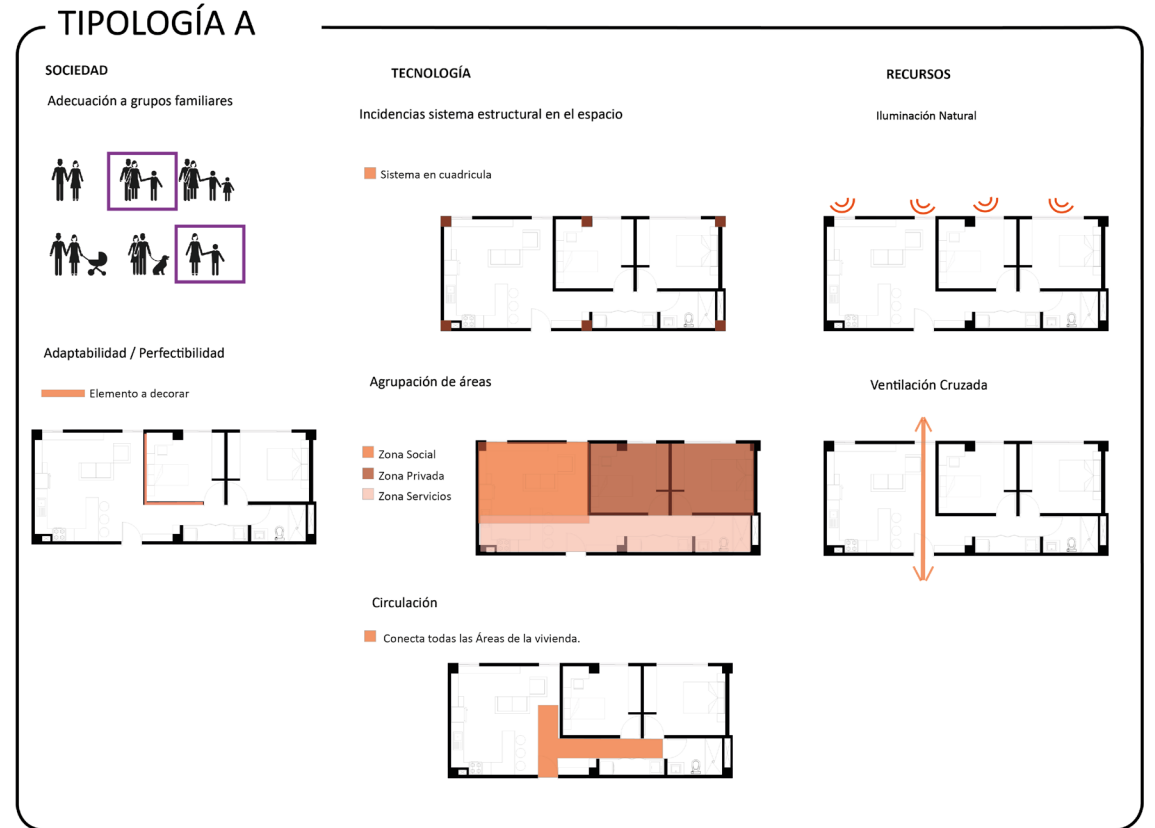 TIPOLOGÍA A
SOCIEDAD
Adecuación a grupos familiares
Adaptabilidad / Perfectibilidad
Elemento a decorar
TECNOLOGÍA
Incidencias sistema estructural en el espacio
Sistema en cuadricula
Agrupación de áreas
Zona Social
Zona Privada
Zona Servicios
Circulación
Conecta todas las Áreas de la vivienda.
RECURSOS
Iluminación Natural
Ventilación Cruzada